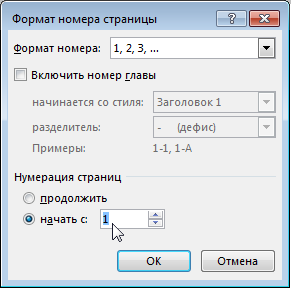 Формат номера страницы
Формат номера: 1, 2, 3, ...
Включить номер главы
начинается со стиля: Заголовок 1
разделитель: - (дефис)
Примеры: 1-1, 1-A
Нумерация страниц
продолжить
начать с: 1
ОК Отмена